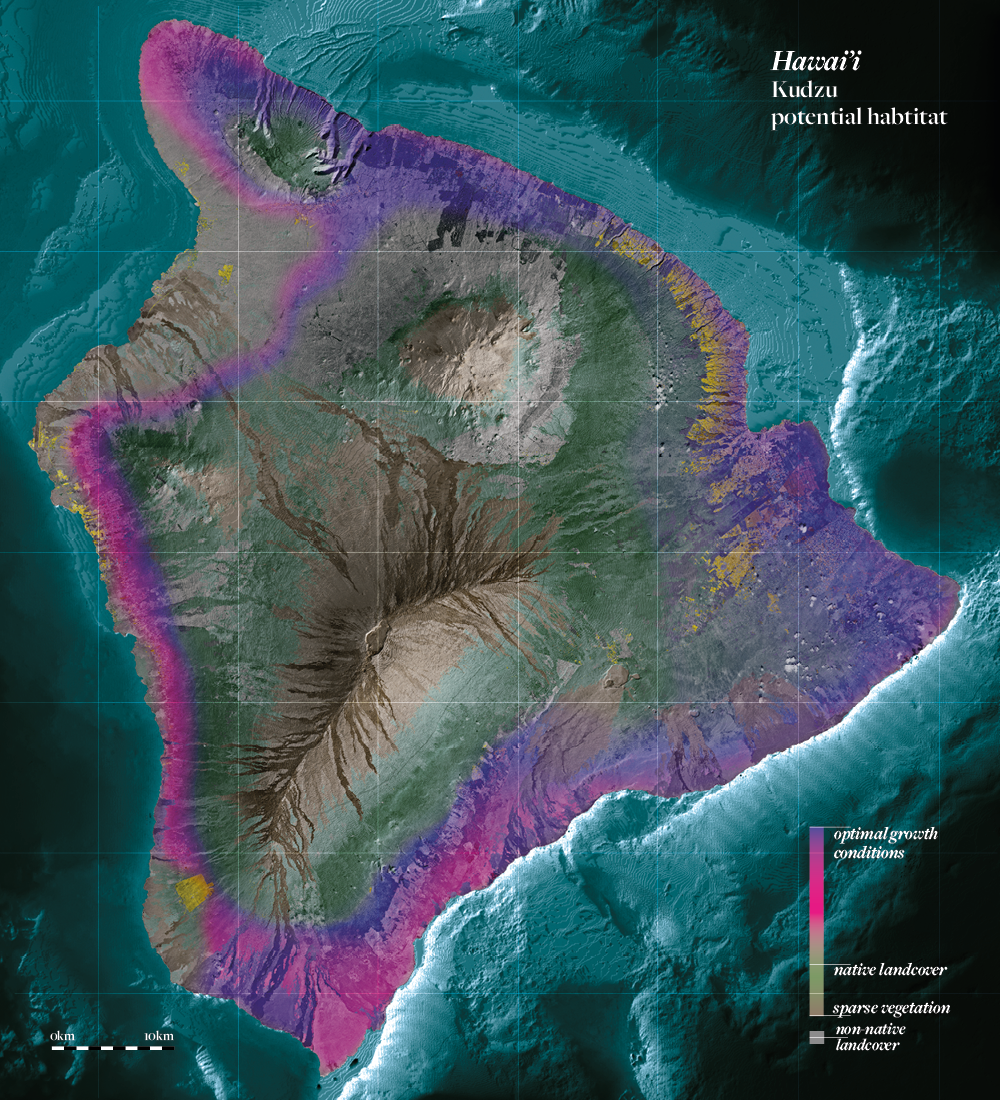 Hawai'i
Kudzu
potential habtitat
optimal growth
conditions
native landcover
sparse vegetation
non-native
landcover
0km 10km